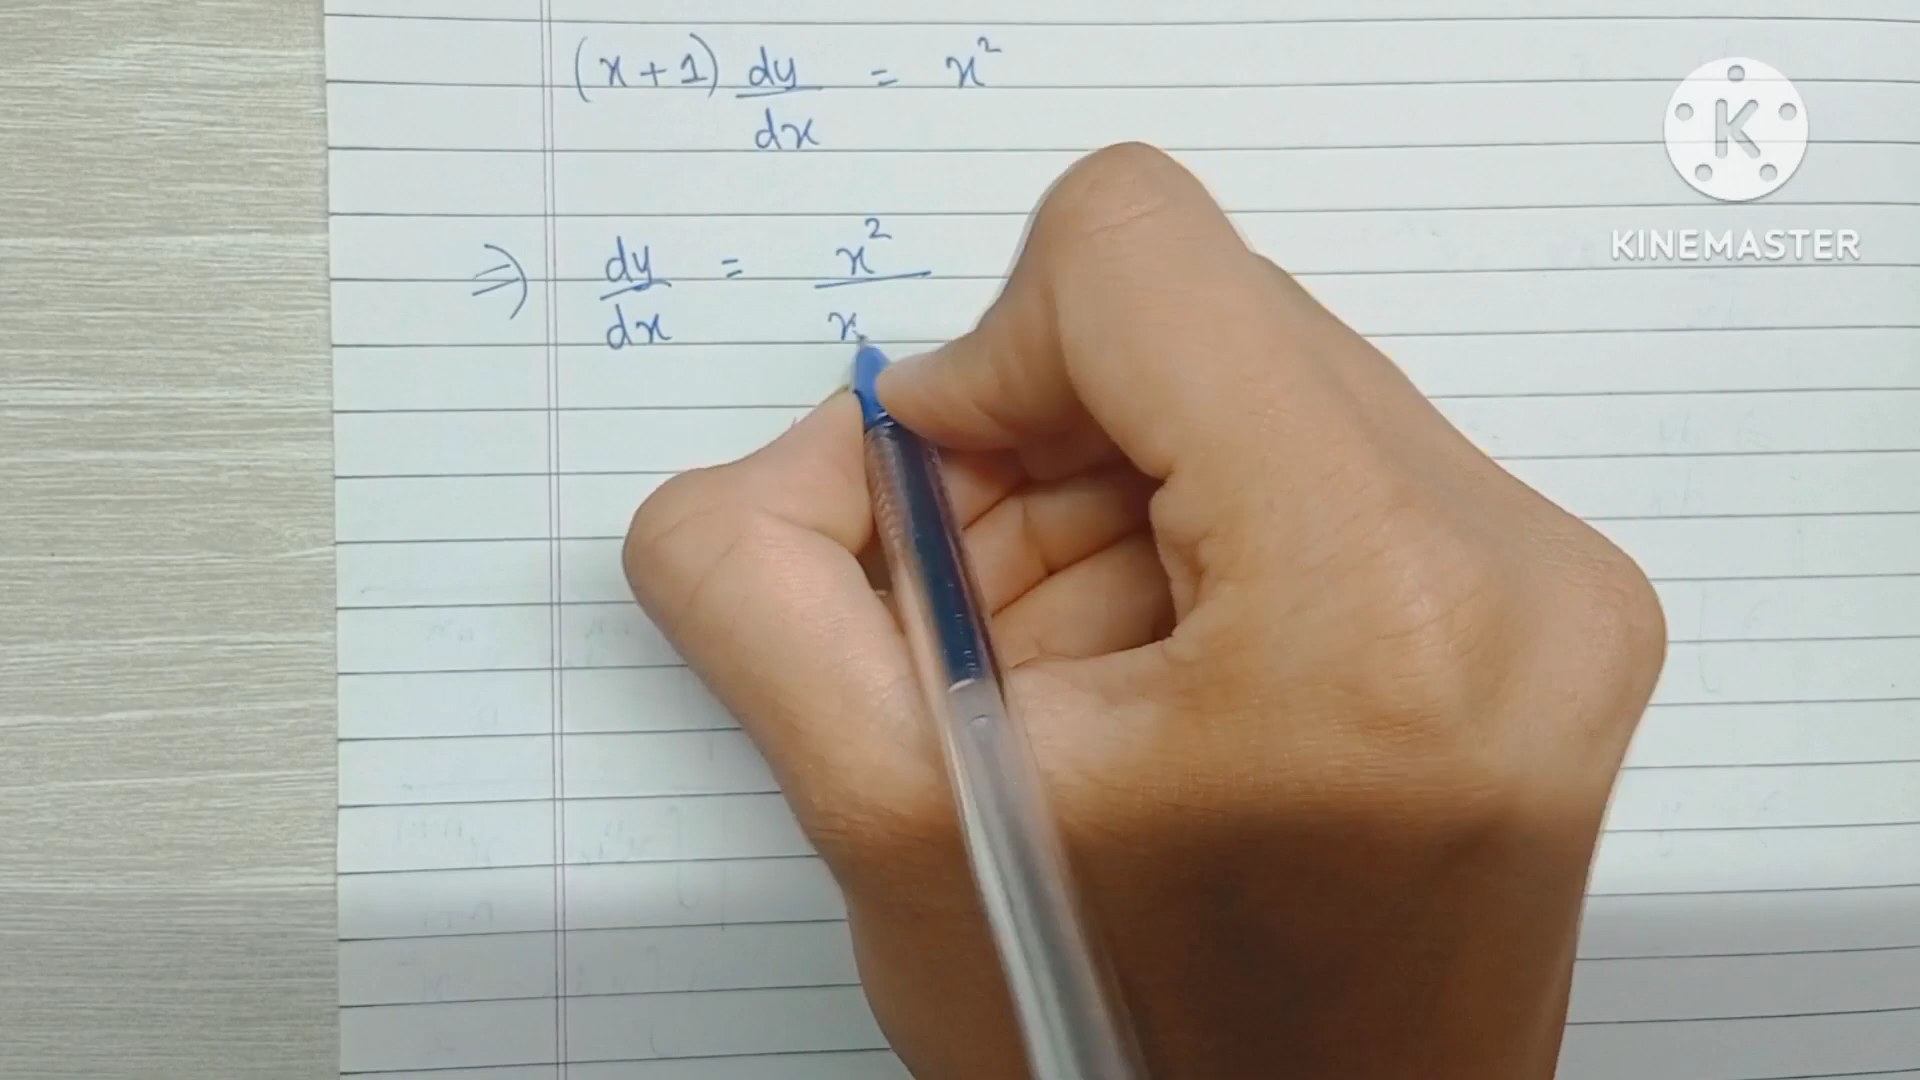 (x+1) dy/dx = x²
K
KINEMASTER
⇒ dy/dx = x²/x